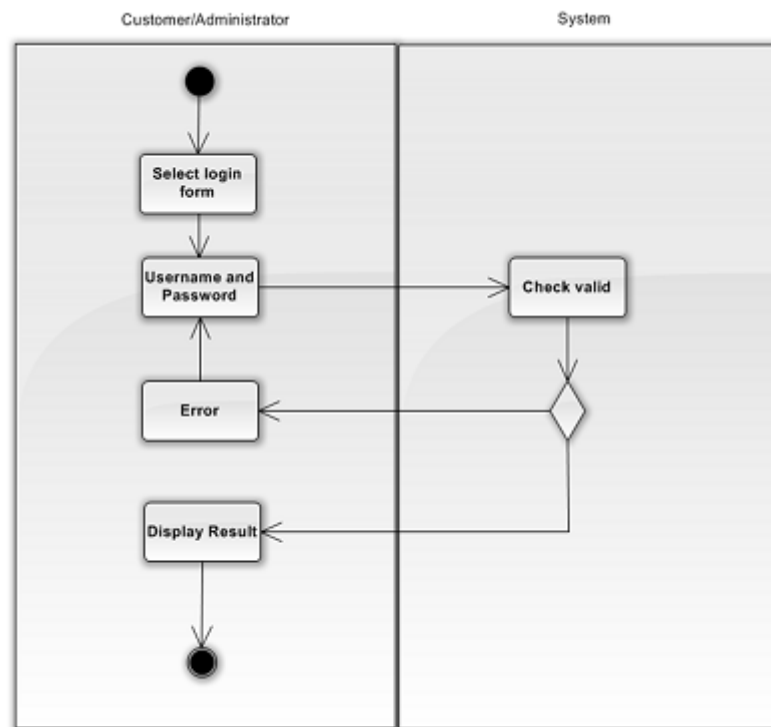 Customer/Administrator
System
Select login
form
Username and
Password
Check valid
Error
Display Result